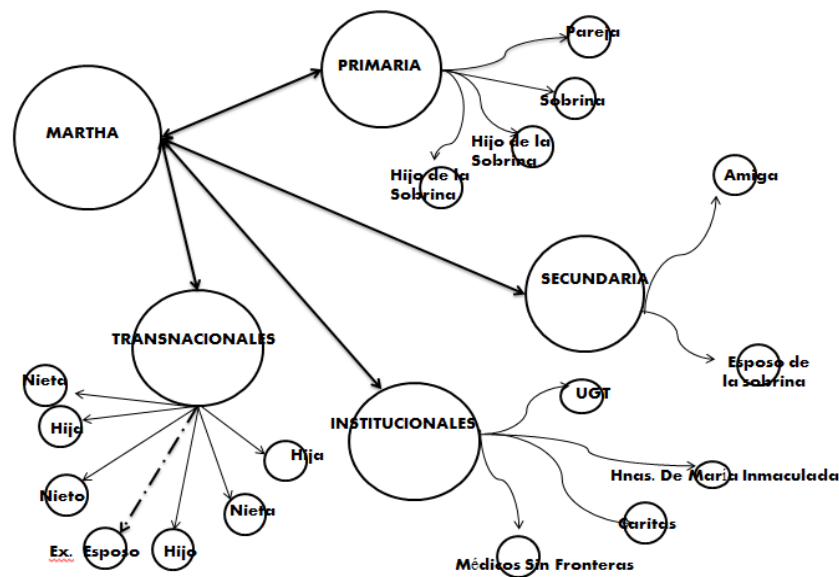 Pareja
PRIMARIA
MARTHA
Sobrina
Hijo de la
Sobrina
Hijo de la
Sobrina
Amiga
SECUNDARIA
TRANSNACIONALES
Esposo de
la sobrina
Nieta
Hijo
UGT
INSTITUCIONALES
Hija
Hnas. De María Inmaculada
Nieto
Nieta
Caritas
Ex. Esposo
Hijo
Médicos Sin Fronteras